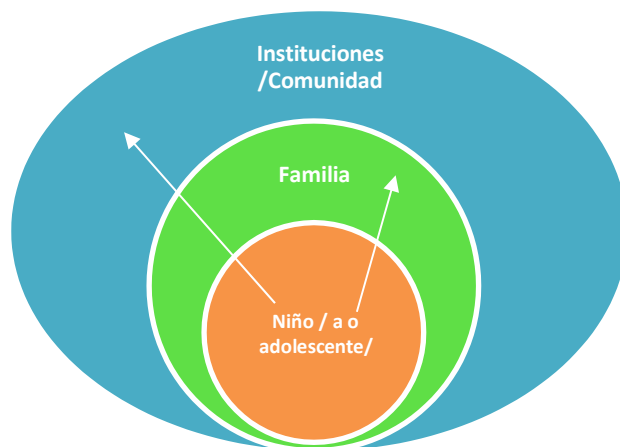 Instituciones
/Comunidad
Familia
Niño / a o
adolescente/